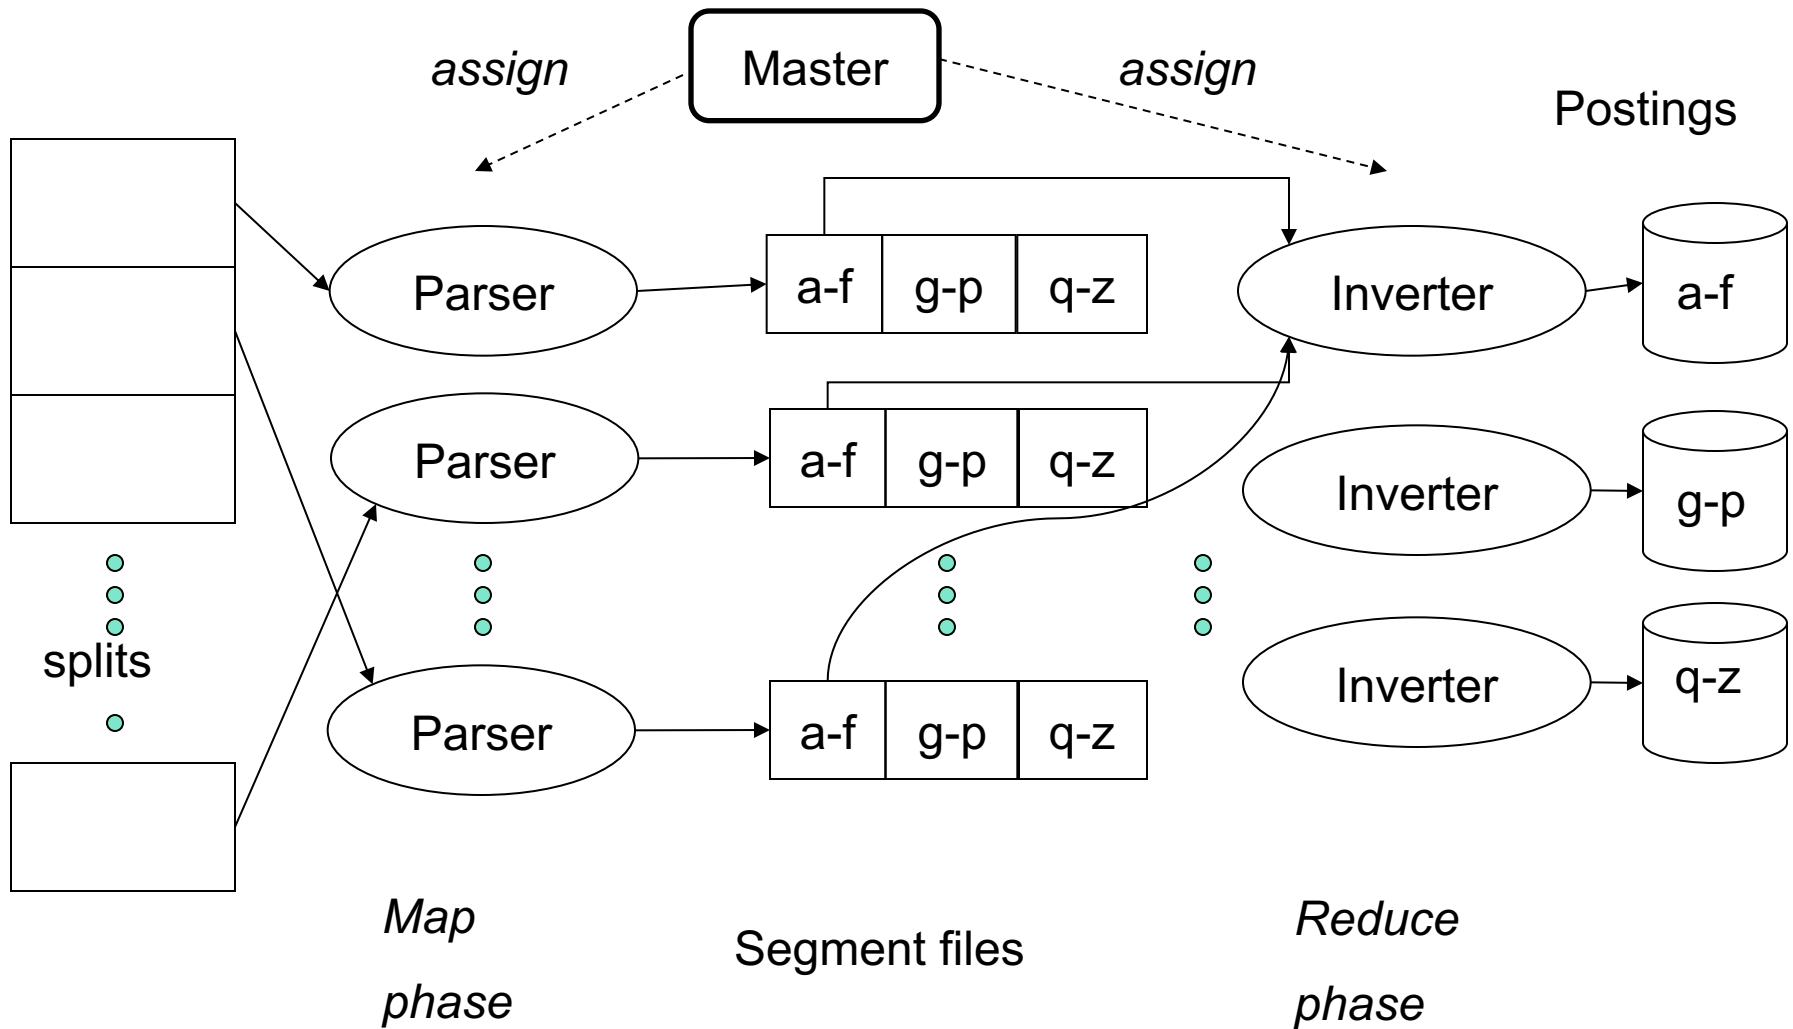 assign
Master
assign
Postings
Parser
a-f
g-p
q-z
Inverter
a-f
Parser
a-f
g-p
q-z
Inverter
g-p
splits
Parser
a-f
g-p
q-z
Inverter
q-z
Map
phase
Segment files
Reduce
phase